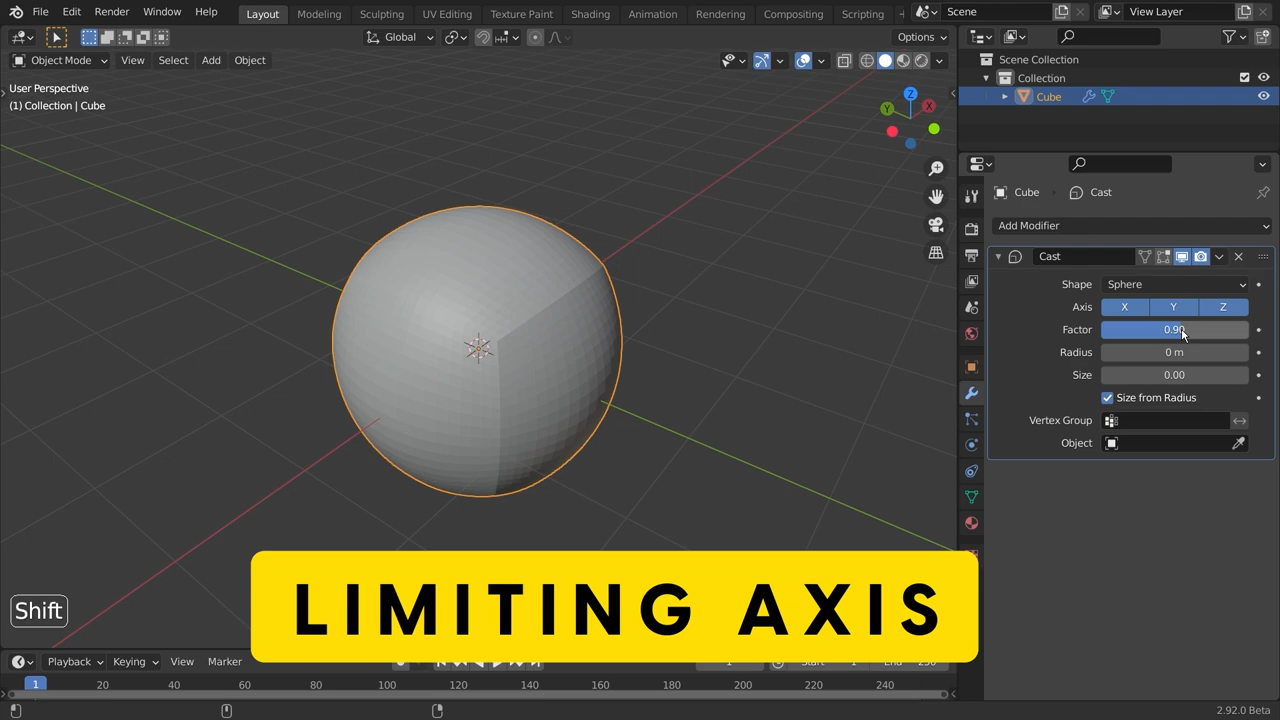 File Edit Render Window Help
Layout Modeling Sculpting UV Editing Texture Paint Shading Animation Rendering Compositing Scripting
Scene
View Layer
Global
Options
Object Mode View Select Add Object
User Perspective
(1) Collection | Cube
Z
Y
X
Scene Collection
Collection
Cube
Cube
Cast
Add Modifier
Cast
Shape Sphere
Axis X Y Z
Factor 0.90
Radius 0 m
Size 0.00
Size from Radius
Vertex Group
Object
LIMITING AXIS
Shift
Playback Keying View Marker
1 20 40 60 80 100 120 140 160 180 200 220 240
2.92.0 Beta